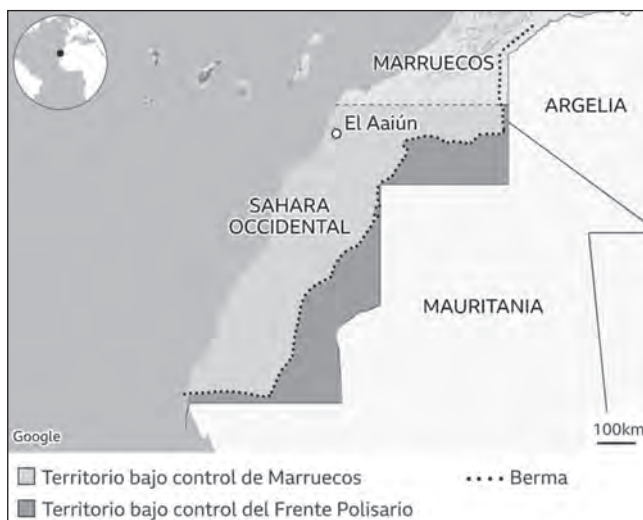 MARRUECOS
ARGELIA
El Aaiún
SAHARA
OCCIDENTAL
MAURITANIA
100km
Google
Territorio bajo control de Marruecos
Berma
Territorio bajo control del Frente Polisario